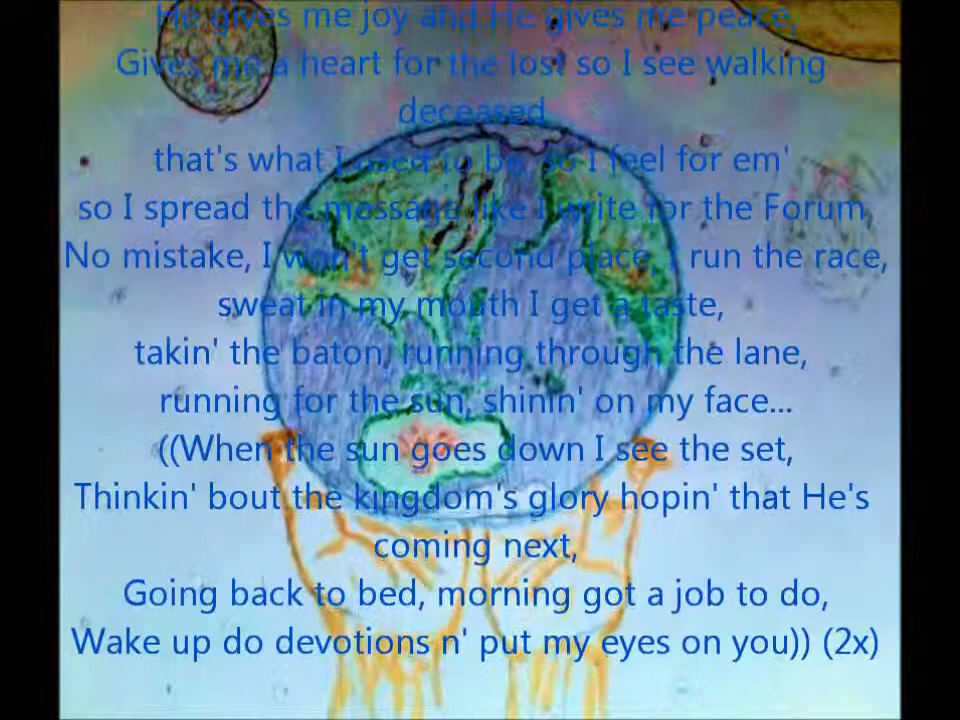 He gives me joy and He gives me peace,
Gives me a heart for the lost so I see walking
deceased
that's what I used to be, so I feel for em'
so I spread the message like I write for the Forum
No mistake, I won't get second place, I run the race,
sweat in my mouth I get a taste,
takin' the baton, running through the lane,
running for the sun, shinin' on my face...
((When the sun goes down I see the set,
Thinkin' bout the kingdom's glory hopin' that He's
coming next,
Going back to bed, morning got a job to do,
Wake up do devotions n' put my eyes on you)) (2x)